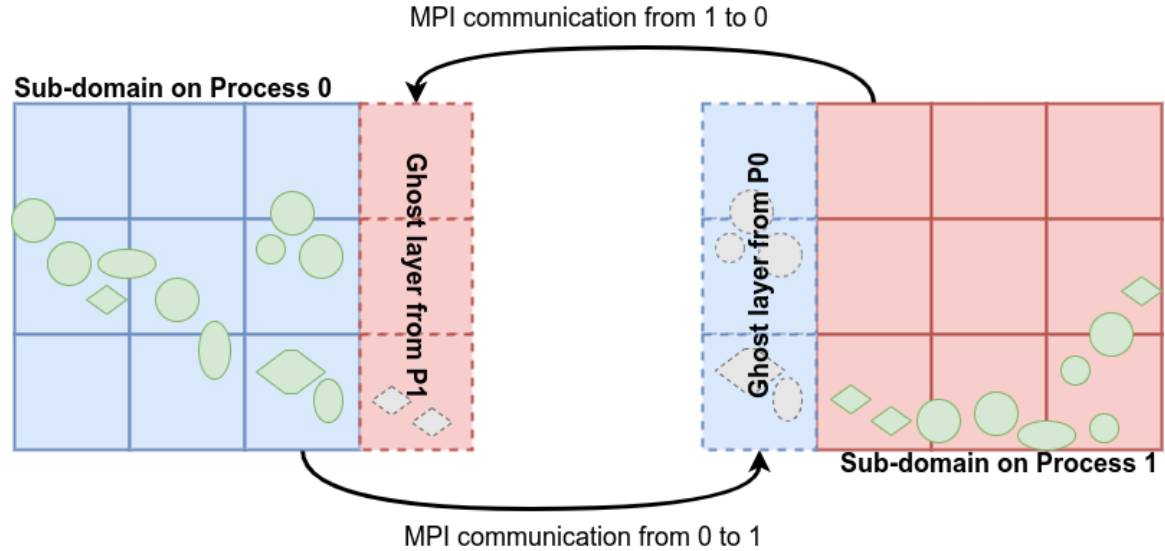 MPI communication from 1 to 0
Sub-domain on Process 0
Ghost layer from P1
Ghost layer from P0
Sub-domain on Process 1
MPI communication from 0 to 1